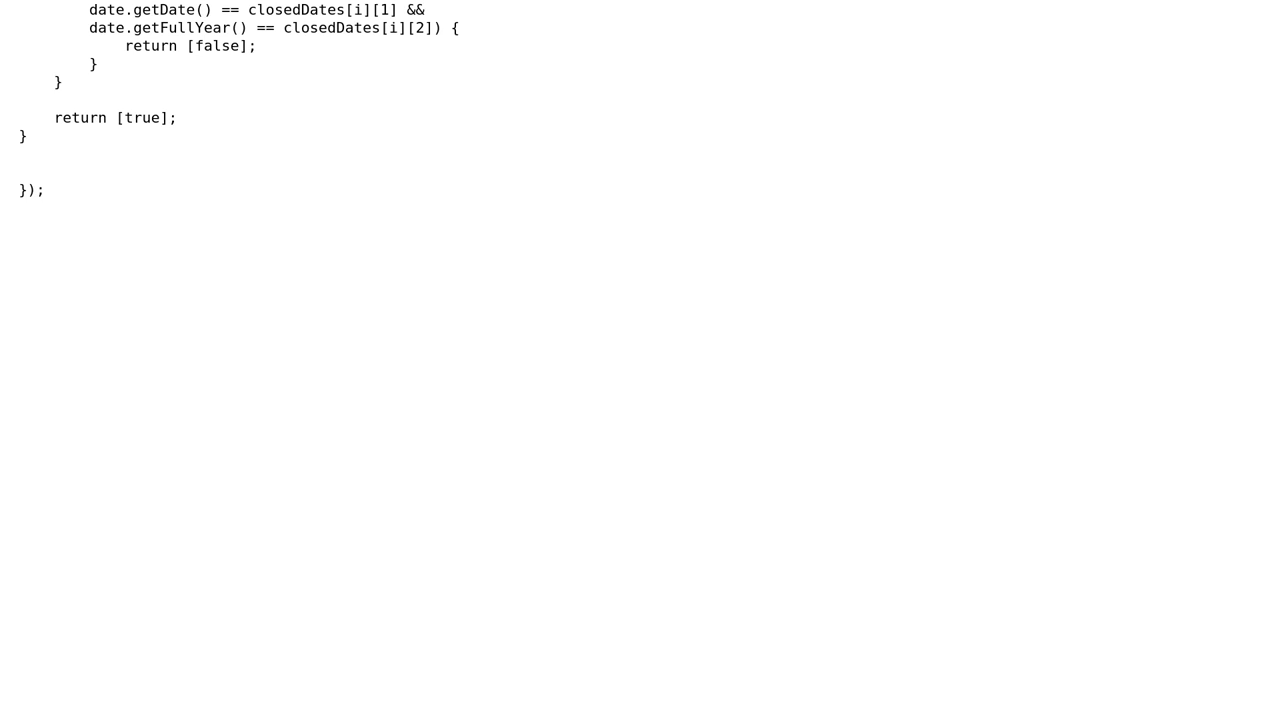 date.getDate() == closedDates[i][1] &&
date.getFullYear() == closedDates[i][2]) {
return [false];
}
}
return [true];
}
});